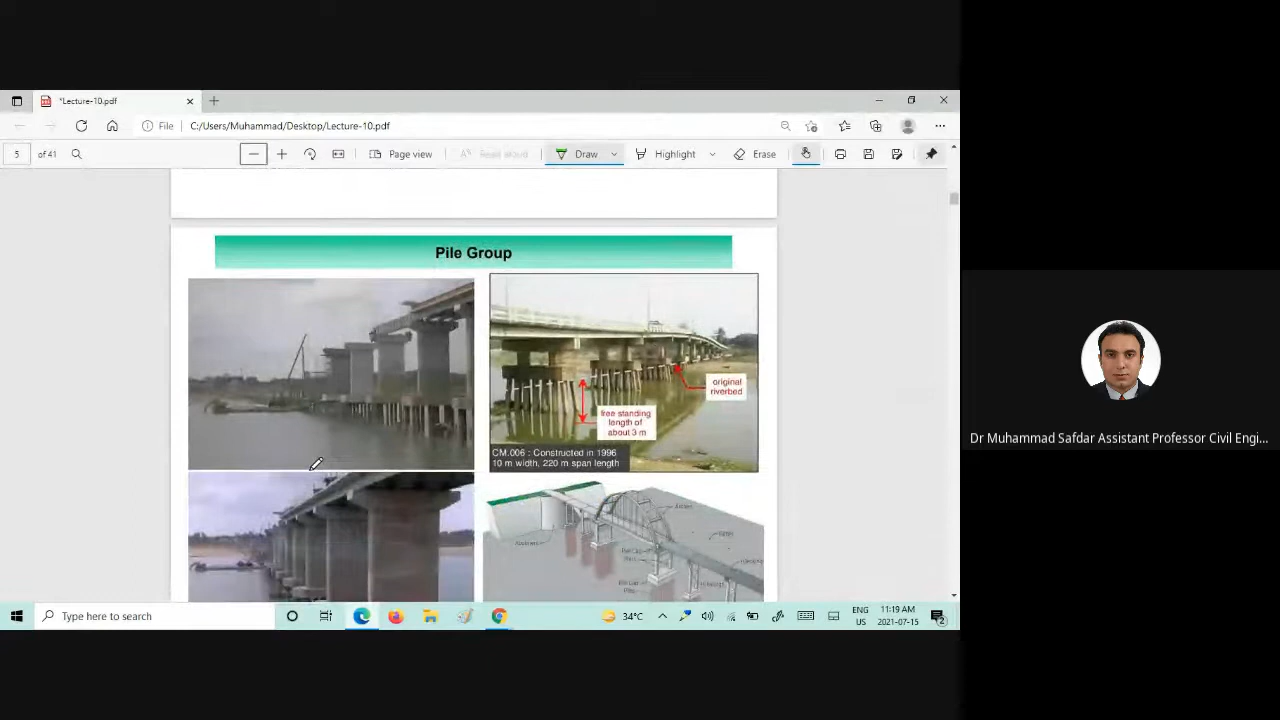 *Lecture-10.pdf
File
C:/Users/Muhammad/Desktop/Lecture-10.pdf
5 of 41
Page view
Read aloud
Draw
Highlight
Erase
Pile Group
original
riverbed
free standing
length of
about 3 m
CM.006 : Constructed in 1996
10 m width, 220 m span length
Dr Muhammad Safdar Assistant Professor Civil Engi...
Type here to search
34°C
ENG
US
11:19 AM
2021-07-15
2